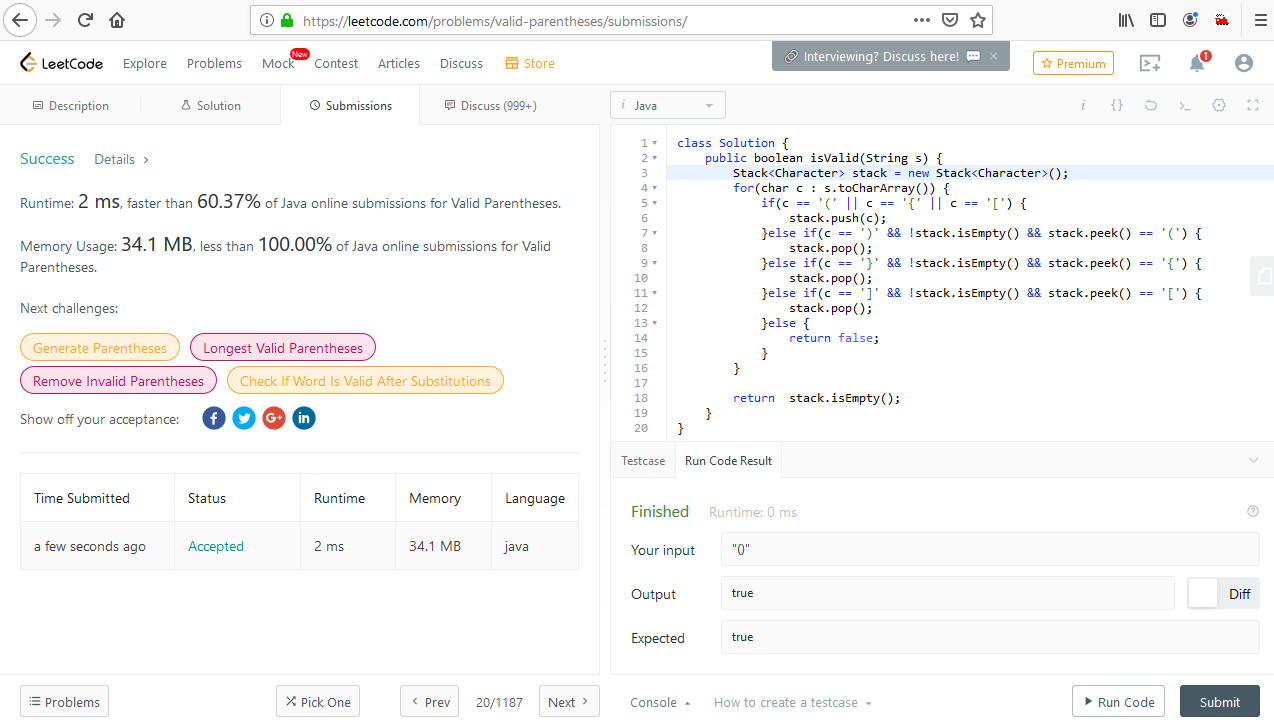 https://leetcode.com/problems/valid-parentheses/submissions/
LeetCode Explore Problems Mock New Contest Articles Discuss Store Interviewing? Discuss here! × Premium 1
Description Solution Submissions Discuss (999+)
i Java
Success Details >
Runtime: 2 ms, faster than 60.37% of Java online submissions for Valid Parentheses.
Memory Usage: 34.1 MB, less than 100.00% of Java online submissions for Valid
Parentheses.
Next challenges:
Generate Parentheses Longest Valid Parentheses
Remove Invalid Parentheses Check If Word Is Valid After Substitutions
Show off your acceptance:
Time Submitted Status Runtime Memory Language
a few seconds ago Accepted 2 ms 34.1 MB java
Problems Pick One < Prev 20/1187 Next >
1 class Solution {
2 public boolean isValid(String s) {
3 Stack<Character> stack = new Stack<Character>();
4 for(char c : s.toCharArray()) {
5 if(c == '(' || c == '{' || c == '[') {
6 stack.push(c);
7 }else if(c == ')' && !stack.isEmpty() && stack.peek() == '(') {
8 stack.pop();
9 }else if(c == '}' && !stack.isEmpty() && stack.peek() == '{') {
10 stack.pop();
11 }else if(c == ']' && !stack.isEmpty() && stack.peek() == '[') {
12 stack.pop();
13 }else {
14 return false;
15 }
16 }
17
18 return  stack.isEmpty();
19 }
20 }
Testcase Run Code Result
Finished Runtime: 0 ms
Your input "()"
Output true Diff
Expected true
Console How to create a testcase Run Code Submit